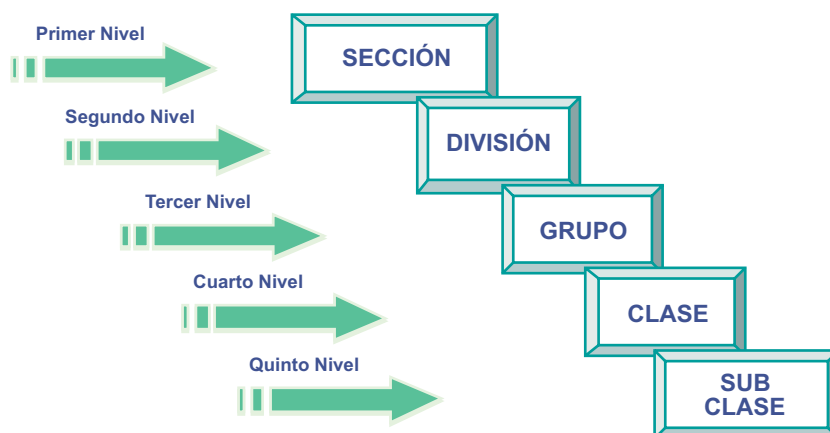 Primer Nivel
SECCIÓN
Segundo Nivel
DIVISIÓN
Tercer Nivel
GRUPO
Cuarto Nivel
CLASE
Quinto Nivel
SUB
CLASE